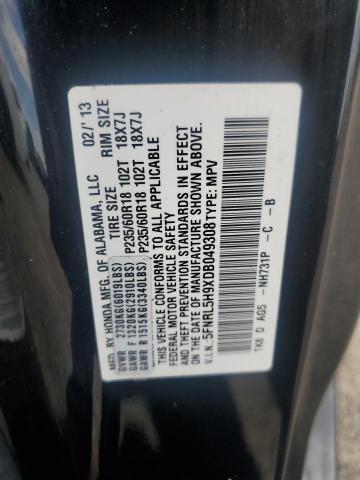 MFD. BY HONDA MFG. OF ALABAMA, LLC 02/'13
GVWR 2730KG(6019LBS) TIRE SIZE RIM SIZE
GAWR F 1320KG(2910LBS) P235/60R18 102T 18X7J
GAWR R 1515KG(3340LBS) P235/60R18 102T 18X7J
THIS VEHICLE CONFORMS TO ALL APPLICABLE
FEDERAL MOTOR VEHICLE SAFETY
AND THEFT PREVENTION STANDARDS IN EFFECT
ON THE DATE OF MANUFACTURE SHOWN ABOVE.
V.I.N.: 5FNRL5H9XDB049308 TYPE: MPV
1K8 D AG5 -NH731P -C -B